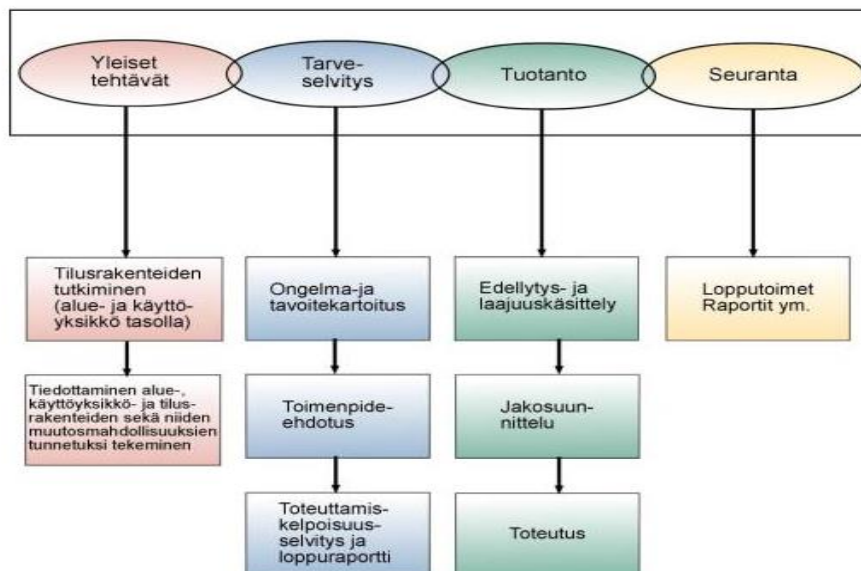 Yleiset
tehtävät
Tarve-
selvitys
Tuotanto
Seuranta
Tilusrakenteiden
tutkiminen
(alue- ja käyttö-
yksikkö tasolla)
Ongelma-ja
tavoitekartoitus
Edellytys- ja
laajuuskäsittely
Lopputoimet
Raportit ym.
Tiedottaminen alue-,
käyttöyksikkö- ja tilus-
rakenteiden sekä niiden
muutosmahdollisuuksien
tunnetuksi tekeminen
Toimenpide-
ehdotus
Jakosuun-
nittelu
Toteuttamis-
kelpoisuus-
selvitys ja
loppuraportti
Toteutus